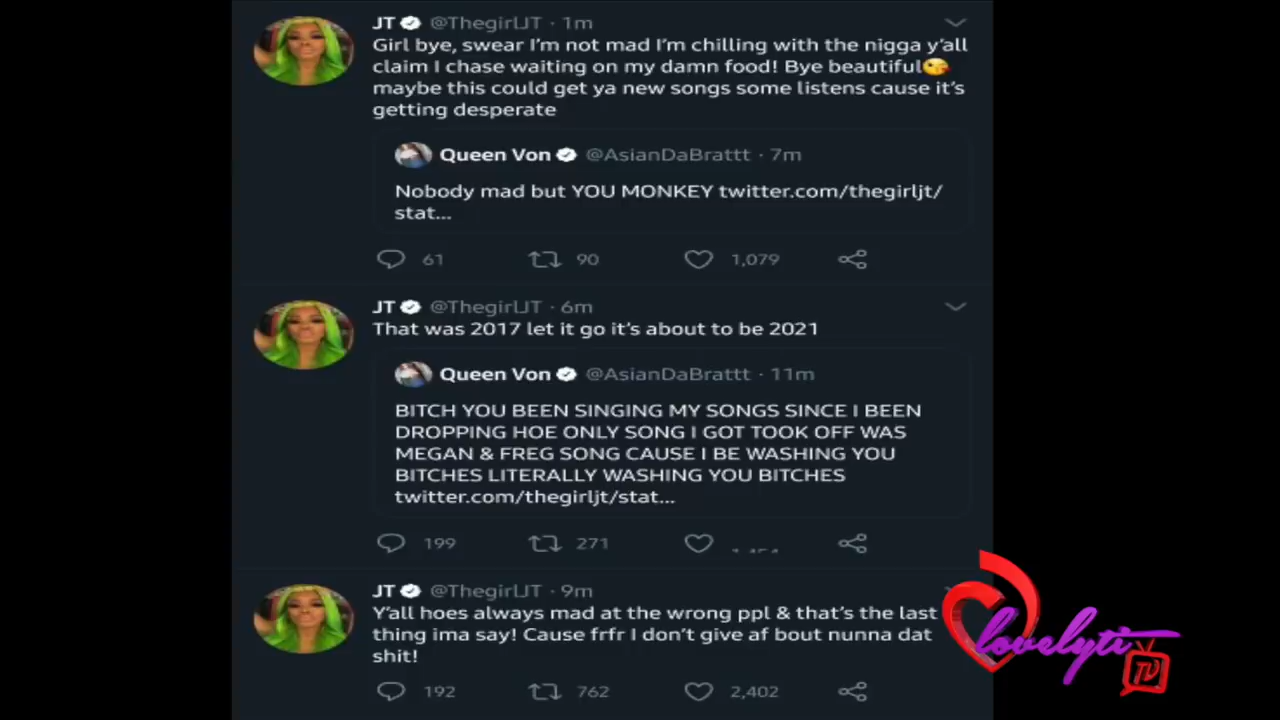 JT @ThegirlJT · 1m
Girl bye, swear I'm not mad I'm chilling with the nigga y'all
claim I chase waiting on my damn food! Bye beautiful😘
maybe this could get ya new songs some listens cause it's
getting desperate
Queen Von @AsianDaBrattt · 7m
Nobody mad but YOU MONKEY twitter.com/thegirljt/
stat...
61 90 1,079
JT @ThegirlJT · 6m
That was 2017 let it go it's about to be 2021
Queen Von @AsianDaBrattt · 11m
BITCH YOU BEEN SINGING MY SONGS SINCE I BEEN
DROPPING HOE ONLY SONG I GOT TOOK OFF WAS
MEGAN & FREG SONG CAUSE I BE WASHING YOU
BITCHES LITERALLY WASHING YOU BITCHES
twitter.com/thegirljt/stat...
199 271
JT @ThegirlJT · 9m
Y'all hoes always mad at the wrong ppl & that's the last
thing ima say! Cause frfr I don't give af bout nunna dat
shit!
192 762 2,402
lovelyti
TV